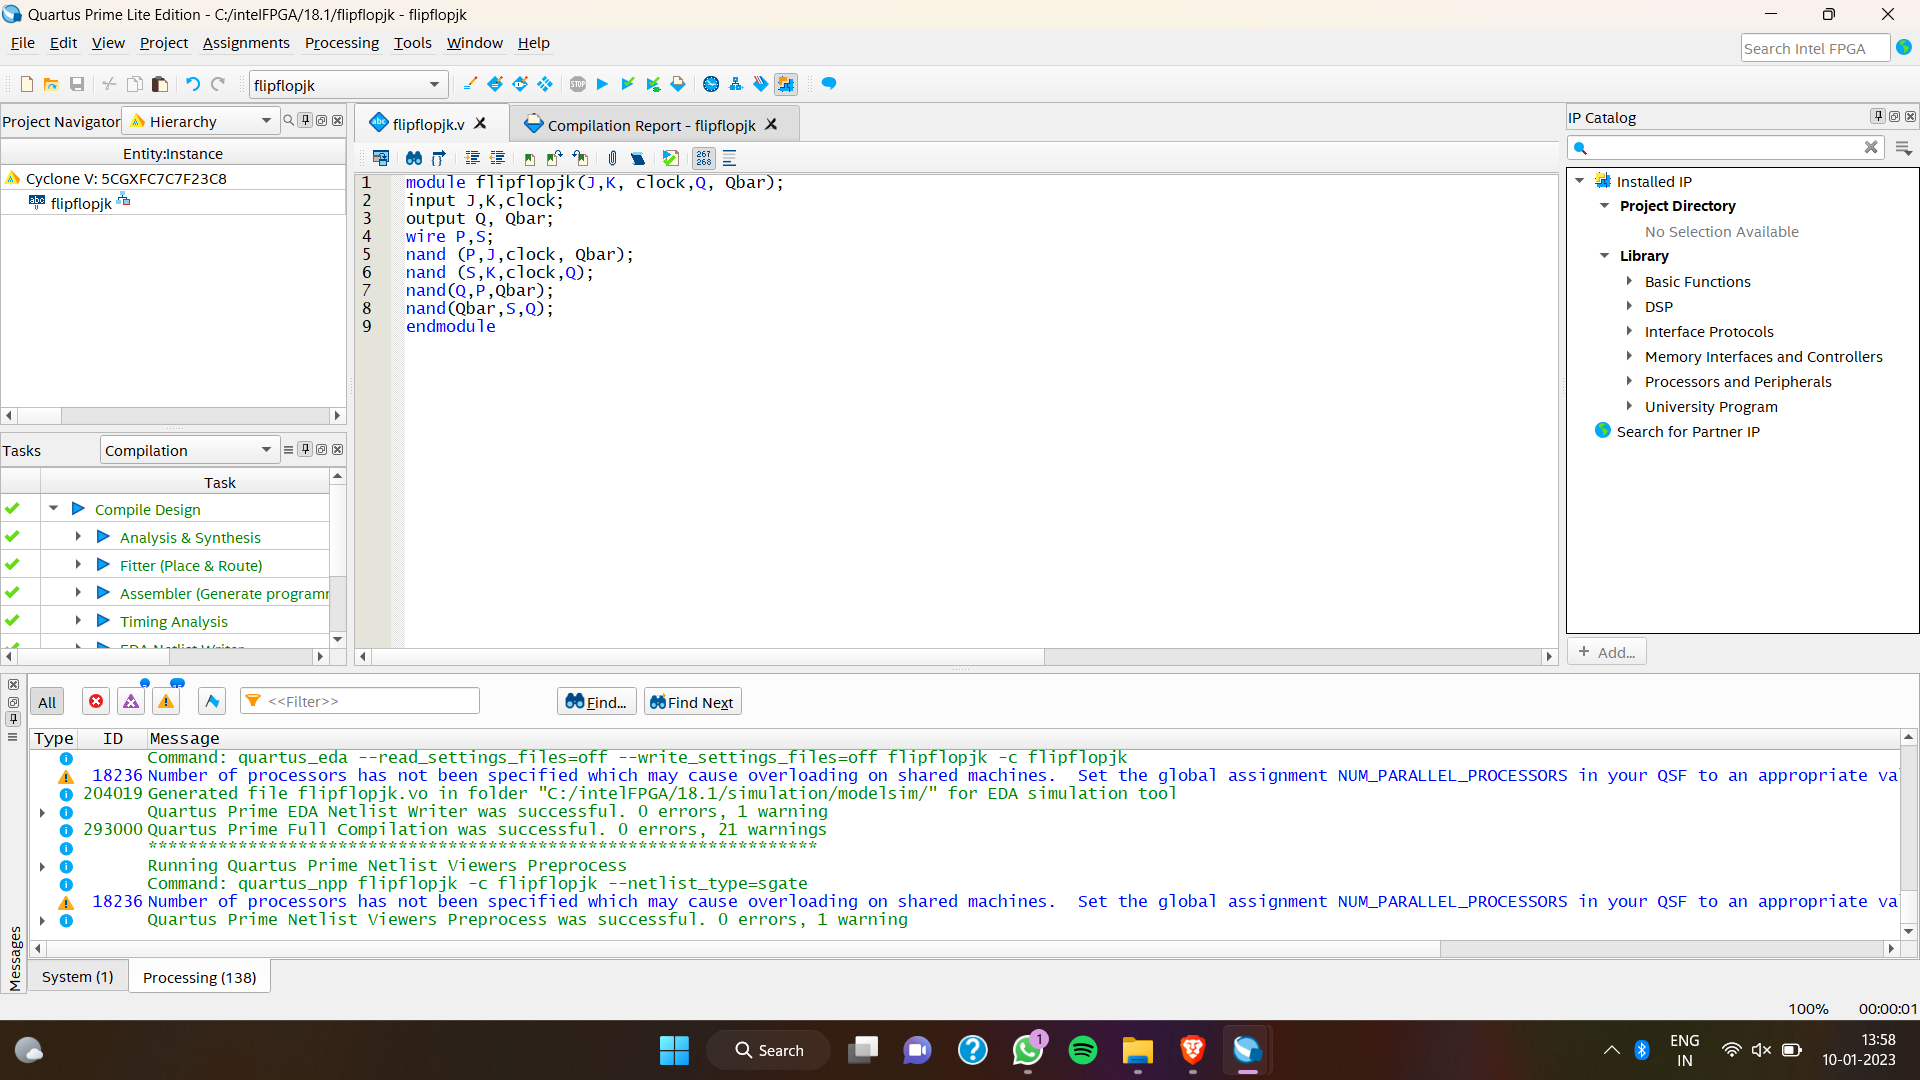 Quartus Prime Lite Edition - C:/intelFPGA/18.1/flipflopjk - flipflopjk
File Edit View Project Assignments Processing Tools Window Help
Search Intel FPGA
flipflopjk
STOP
Project Navigator Hierarchy
Entity:Instance
Cyclone V: 5CGXFC7C7F23C8
abc flipflopjk
Tasks Compilation
Task
Compile Design
Analysis & Synthesis
Fitter (Place & Route)
Assembler (Generate programm
Timing Analysis
EDA Netlist Writer
abc flipflopjk.v
Compilation Report - flipflopjk
267
268
1 module flipflopjk(J,K, clock,Q, Qbar);
2 input J,K,clock;
3 output Q, Qbar;
4 wire P,S;
5 nand (P,J,clock, Qbar);
6 nand (S,K,clock,Q);
7 nand(Q,P,Qbar);
8 nand(Qbar,S,Q);
9 endmodule
IP Catalog
Installed IP
Project Directory
No Selection Available
Library
Basic Functions
DSP
Interface Protocols
Memory Interfaces and Controllers
Processors and Peripherals
University Program
Search for Partner IP
+ Add...
All
<<Filter>>
Find...
Find Next
Type ID Message
Command: quartus_eda --read_settings_files=off --write_settings_files=off flipflopjk -c flipflopjk
18236 Number of processors has not been specified which may cause overloading on shared machines.  Set the global assignment NUM_PARALLEL_PROCESSORS in your QSF to an appropriate va
204019 Generated file flipflopjk.vo in folder "C:/intelFPGA/18.1/simulation/modelsim/" for EDA simulation tool
Quartus Prime EDA Netlist Writer was successful. 0 errors, 1 warning
293000 Quartus Prime Full Compilation was successful. 0 errors, 21 warnings
*******************************************************************
Running Quartus Prime Netlist Viewers Preprocess
Command: quartus_npp flipflopjk -c flipflopjk --netlist_type=sgate
18236 Number of processors has not been specified which may cause overloading on shared machines.  Set the global assignment NUM_PARALLEL_PROCESSORS in your QSF to an appropriate va
Quartus Prime Netlist Viewers Preprocess was successful. 0 errors, 1 warning
Messages
System (1)
Processing (138)
100% 00:00:01
Search
1
ENG
IN
13:58
10-01-2023